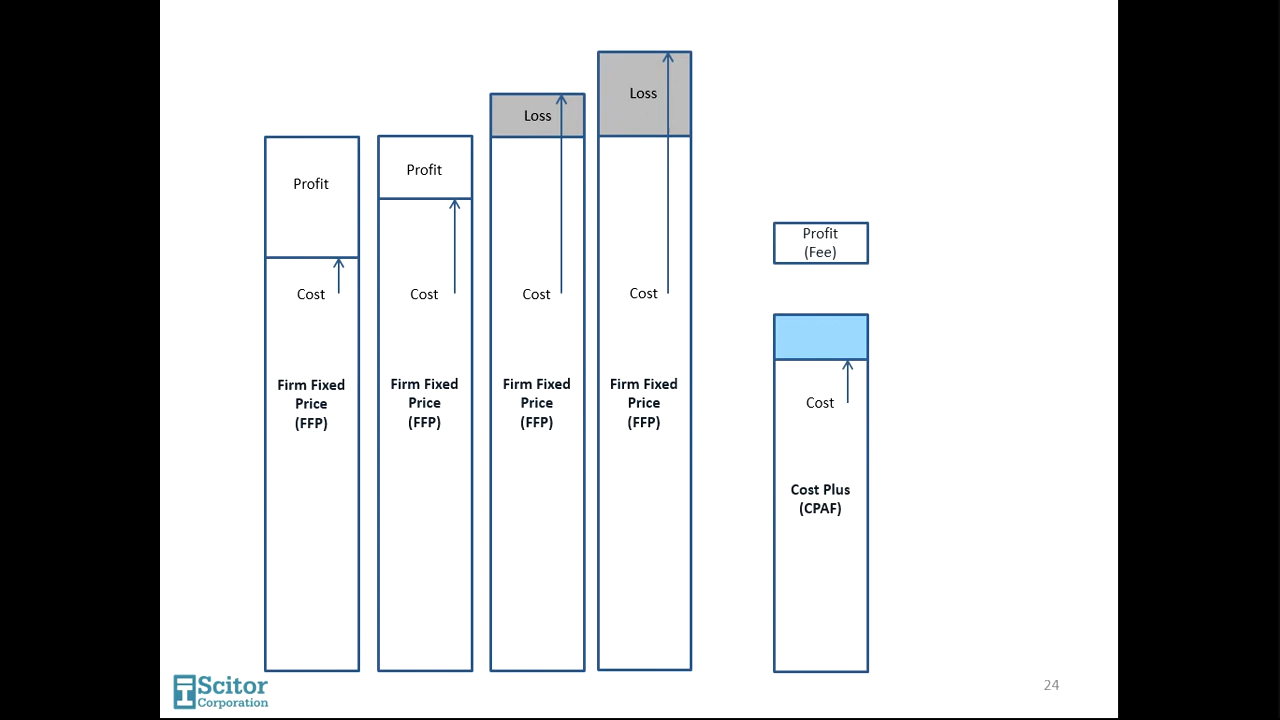 Profit
Cost
Firm Fixed
Price
(FFP)
Profit
Cost
Firm Fixed
Price
(FFP)
Loss
Cost
Firm Fixed
Price
(FFP)
Loss
Cost
Firm Fixed
Price
(FFP)
Profit
(Fee)
Cost
Cost Plus
(CPAF)
Scitor
Corporation
24